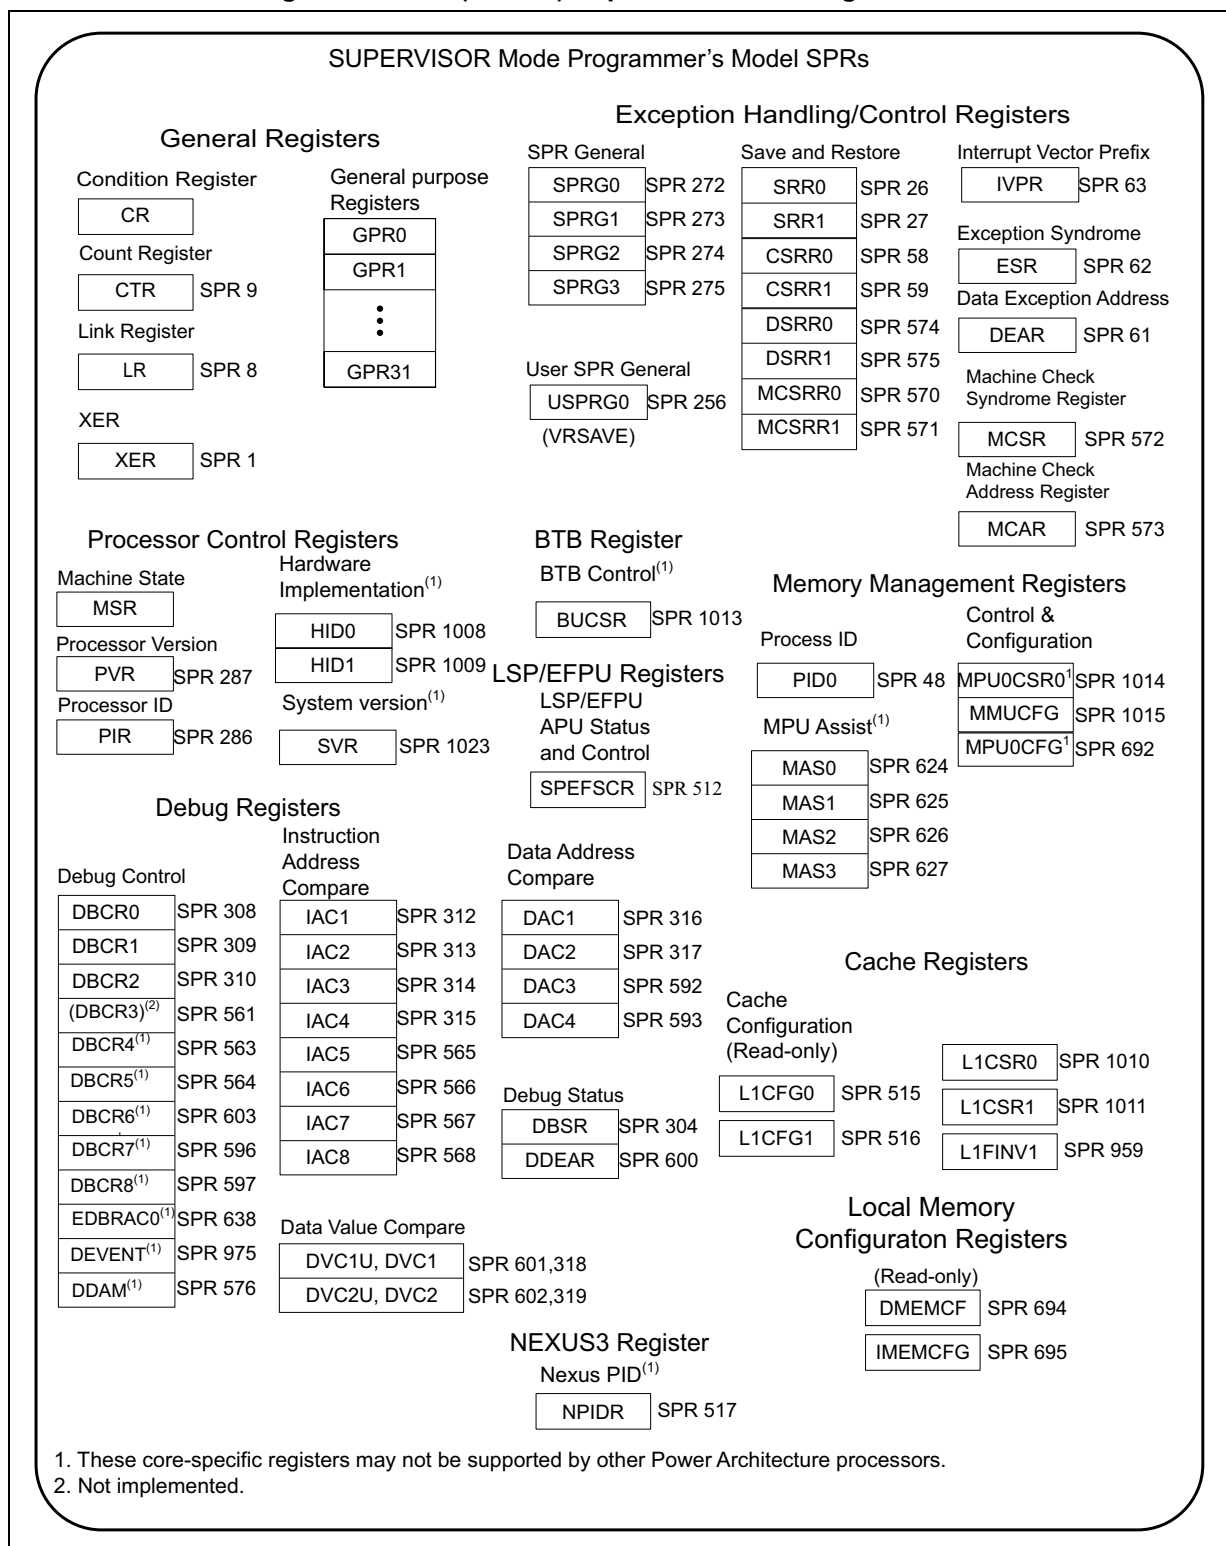 SUPERVISOR Mode Programmer's Model SPRs
General Registers
Condition Register
CR
Count Register
CTR SPR 9
Link Register
LR SPR 8
XER
XER SPR 1
General purpose
Registers
GPR0
GPR1
GPR31
Exception Handling/Control Registers
SPR General
SPRG0 SPR 272
SPRG1 SPR 273
SPRG2 SPR 274
SPRG3 SPR 275
User SPR General
USPRG0 SPR 256
(VRSAVE)
Save and Restore
SRR0 SPR 26
SRR1 SPR 27
CSRR0 SPR 58
CSRR1 SPR 59
DSRR0 SPR 574
DSRR1 SPR 575
MCSRR0 SPR 570
MCSRR1 SPR 571
Interrupt Vector Prefix
IVPR SPR 63
Exception Syndrome
ESR SPR 62
Data Exception Address
DEAR SPR 61
Machine Check
Syndrome Register
MCSR SPR 572
Machine Check
Address Register
MCAR SPR 573
Processor Control Registers
Machine State
MSR
Processor Version
PVR SPR 287
Processor ID
PIR SPR 286
Hardware
Implementation(1)
HID0 SPR 1008
HID1 SPR 1009
System version(1)
SVR SPR 1023
BTB Register
BTB Control(1)
BUCSR SPR 1013
LSP/EFPU Registers
LSP/EFPU
APU Status
and Control
SPEFSCR SPR 512
Memory Management Registers
Process ID
PID0 SPR 48
MPU Assist(1)
MAS0 SPR 624
MAS1 SPR 625
MAS2 SPR 626
MAS3 SPR 627
Control &
Configuration
MPU0CSR01 SPR 1014
MMUCFG SPR 1015
MPU0CFG1 SPR 692
Debug Registers
Debug Control
DBCR0 SPR 308
DBCR1 SPR 309
DBCR2 SPR 310
(DBCR3)(2) SPR 561
DBCR4(1) SPR 563
DBCR5(1) SPR 564
DBCR6(1) SPR 603
DBCR7(1) SPR 596
DBCR8(1) SPR 597
EDBRAC0(1) SPR 638
DEVENT(1) SPR 975
DDAM(1) SPR 576
Instruction
Address
Compare
IAC1 SPR 312
IAC2 SPR 313
IAC3 SPR 314
IAC4 SPR 315
IAC5 SPR 565
IAC6 SPR 566
IAC7 SPR 567
IAC8 SPR 568
Data Address
Compare
DAC1 SPR 316
DAC2 SPR 317
DAC3 SPR 592
DAC4 SPR 593
Debug Status
DBSR SPR 304
DDEAR SPR 600
Data Value Compare
DVC1U, DVC1 SPR 601,318
DVC2U, DVC2 SPR 602,319
Cache Registers
Cache
Configuration
(Read-only)
L1CFG0 SPR 515
L1CFG1 SPR 516
L1CSR0 SPR 1010
L1CSR1 SPR 1011
L1FINV1 SPR 959
Local Memory
Configuraton Registers
(Read-only)
DMEMCF SPR 694
IMEMCFG SPR 695
NEXUS3 Register
Nexus PID(1)
NPIDR SPR 517
1. These core-specific registers may not be supported by other Power Architecture processors.
2. Not implemented.